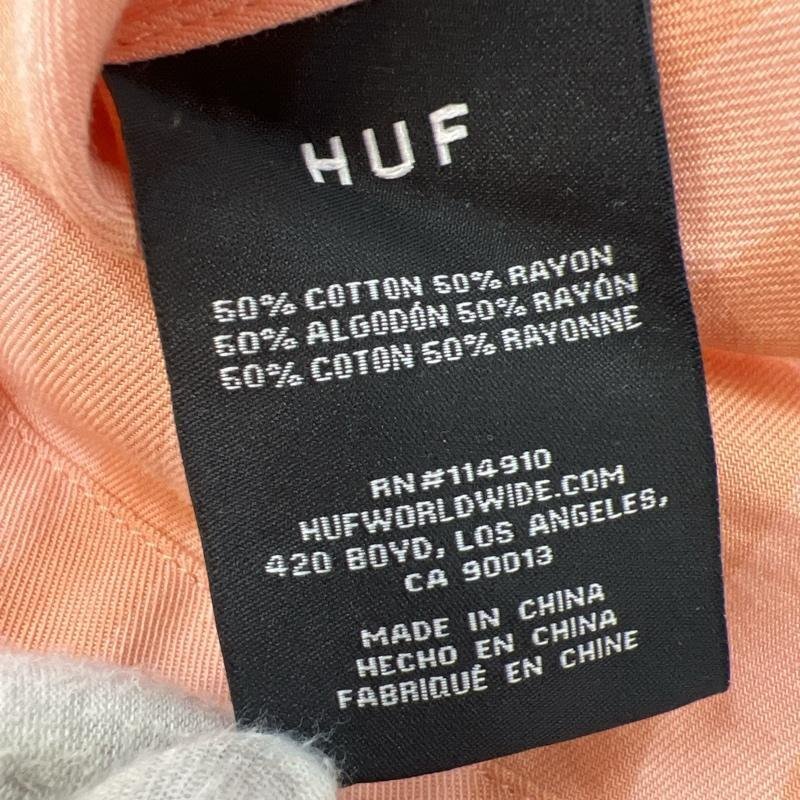 HUF
50% COTTON 50% RAYON
50% ALGODÓN 50% RAYÓN
50% COTON 50% RAYONNE
RN#114910
HUFWORLDWIDE.COM
420 BOYD, LOS ANGELES,
CA 90013
MADE IN CHINA
HECHO EN CHINA
FABRIQUÉ EN CHINE